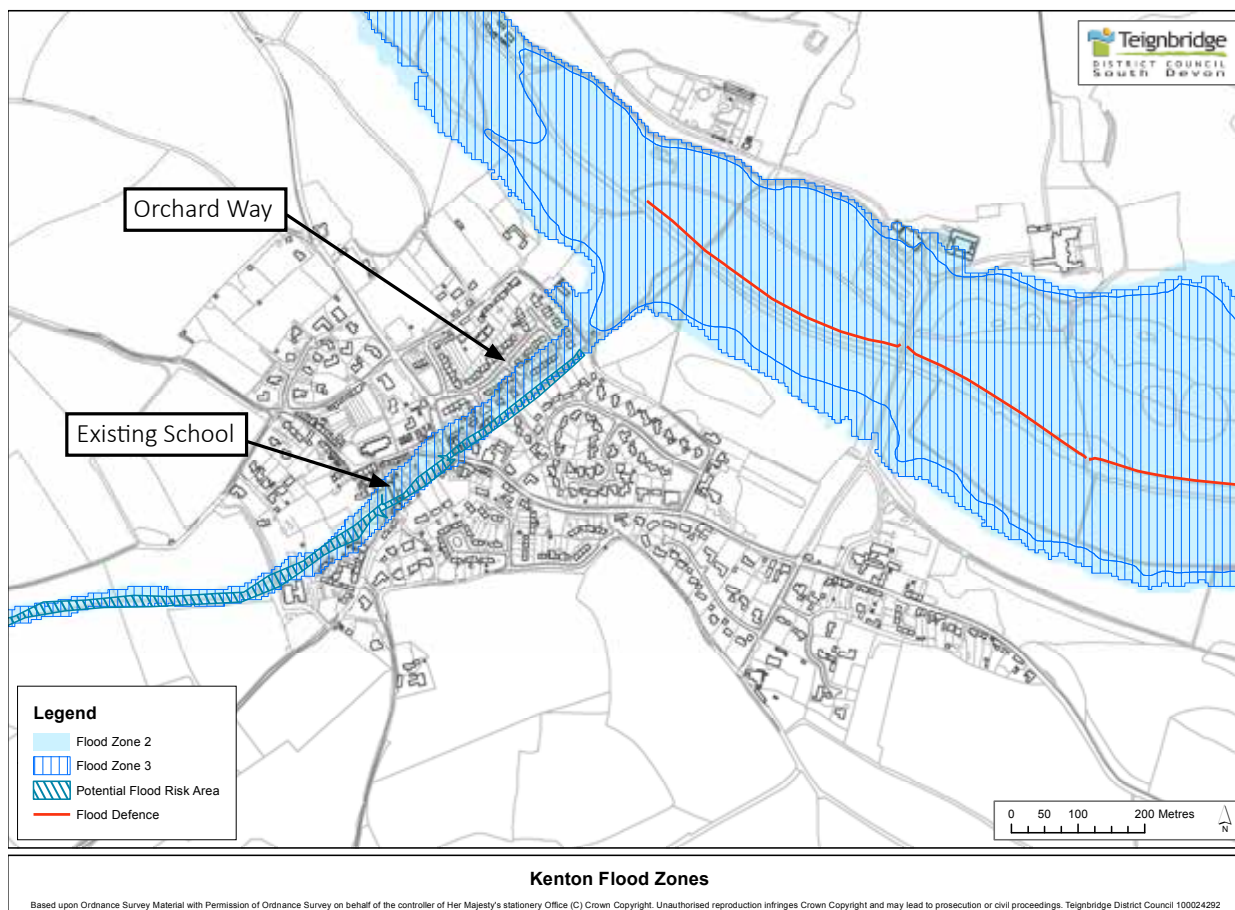 Teignbridge
DISTRICT COUNCIL
South Devon
Orchard Way
Existing School
Legend
Flood Zone 2
Flood Zone 3
Potential Flood Risk Area
Flood Defence
0 50 100 200 Metres
N
Kenton Flood Zones
Based upon Ordnance Survey Material with Permission of Ordnance Survey on behalf of the controller of Her Majesty's stationery Office (C) Crown Copyright. Unauthorised reproduction infringes Crown Copyright and may lead to prosecution or civil proceedings. Teignbridge District Council 100024292